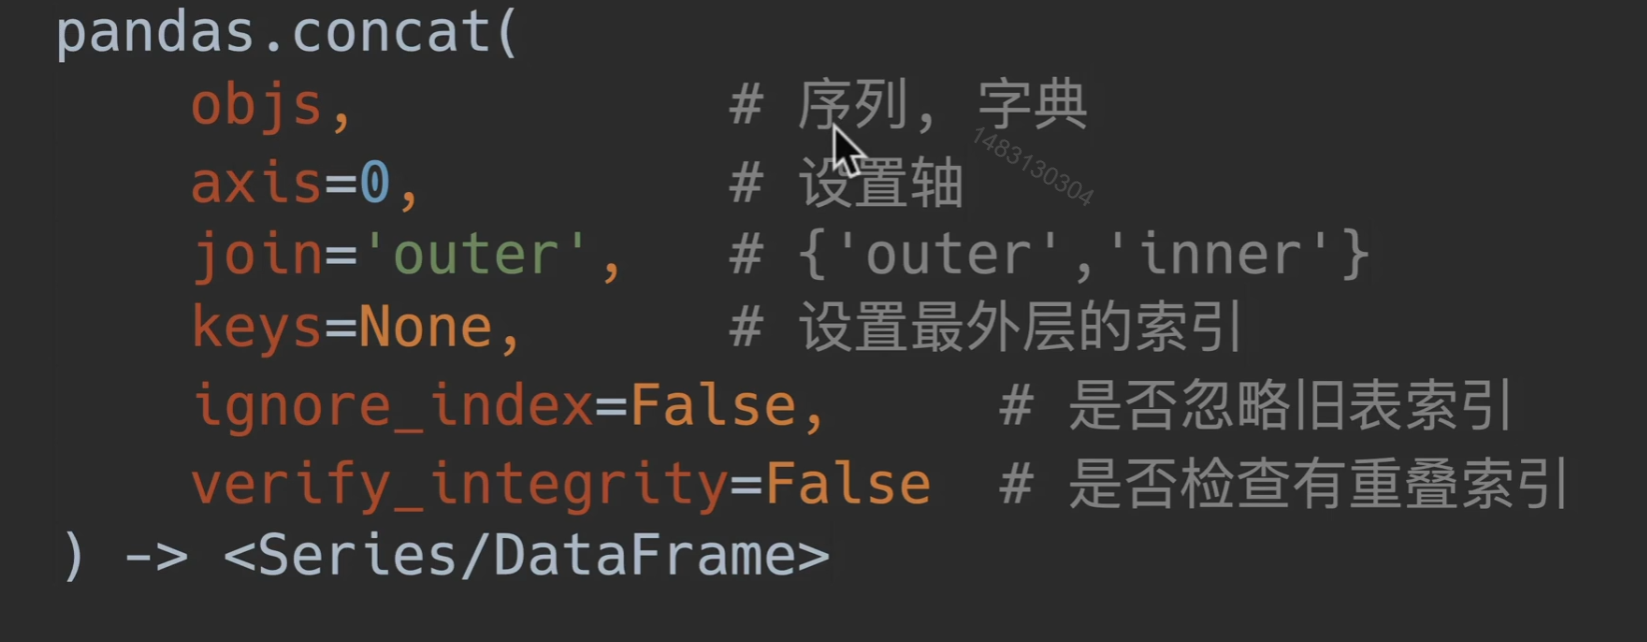 pandas.concat(
objs, # 序列, 字典
1483130304
axis=0, # 设置轴
join='outer', # {'outer','inner'}
keys=None, # 设置最外层的索引
ignore_index=False, # 是否忽略旧表索引
verify_integrity=False # 是否检查有重叠索引
) -> <Series/DataFrame>